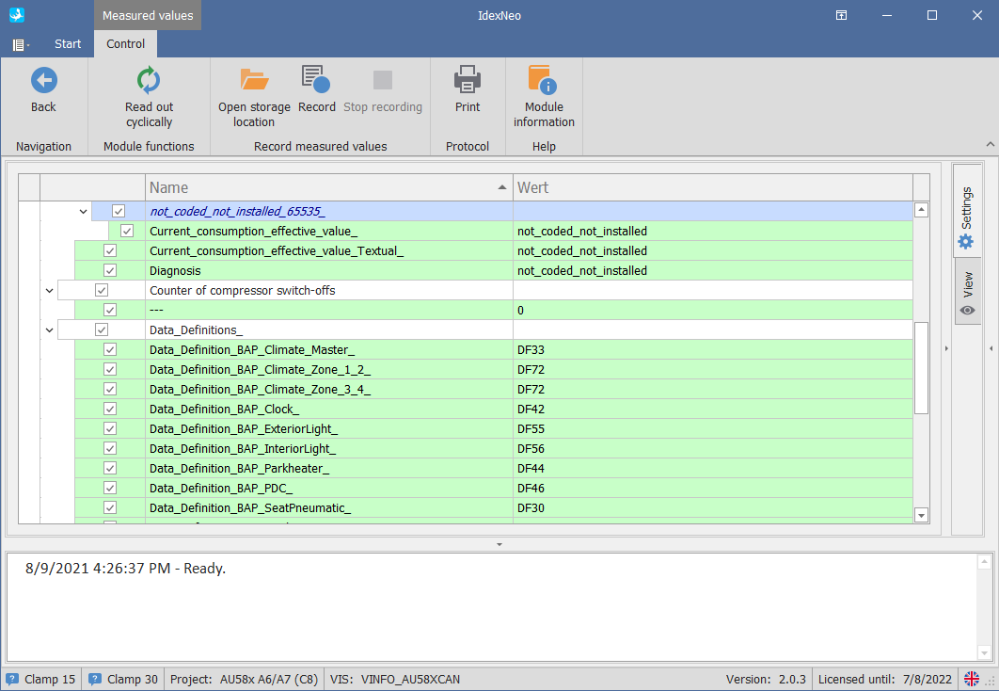 Measured values
IdexNeo
Start
Control
Back
Read out
cyclically
Open storage
location
Record
Stop recording
Print
Module
information
Navigation
Module functions
Record measured values
Protocol
Help
Name
Wert
not_coded_not_installed_65535_
Current_consumption_effective_value_ not_coded_not_installed
Current_consumption_effective_value_Textual_ not_coded_not_installed
Diagnosis not_coded_not_installed
Counter of compressor switch-offs
--- 0
Data_Definitions_
Data_Definition_BAP_Climate_Master_ DF33
Data_Definition_BAP_Climate_Zone_1_2_ DF72
Data_Definition_BAP_Climate_Zone_3_4_ DF72
Data_Definition_BAP_Clock_ DF42
Data_Definition_BAP_ExteriorLight_ DF55
Data_Definition_BAP_InteriorLight_ DF56
Data_Definition_BAP_Parkheater_ DF44
Data_Definition_BAP_PDC_ DF46
Data_Definition_BAP_SeatPneumatic_ DF30
Settings
View
8/9/2021 4:26:37 PM - Ready.
Clamp 15
Clamp 30
Project: AU58x A6/A7 (C8)
VIS: VINFO_AU58XCAN
Version: 2.0.3
Licensed until: 7/8/2022